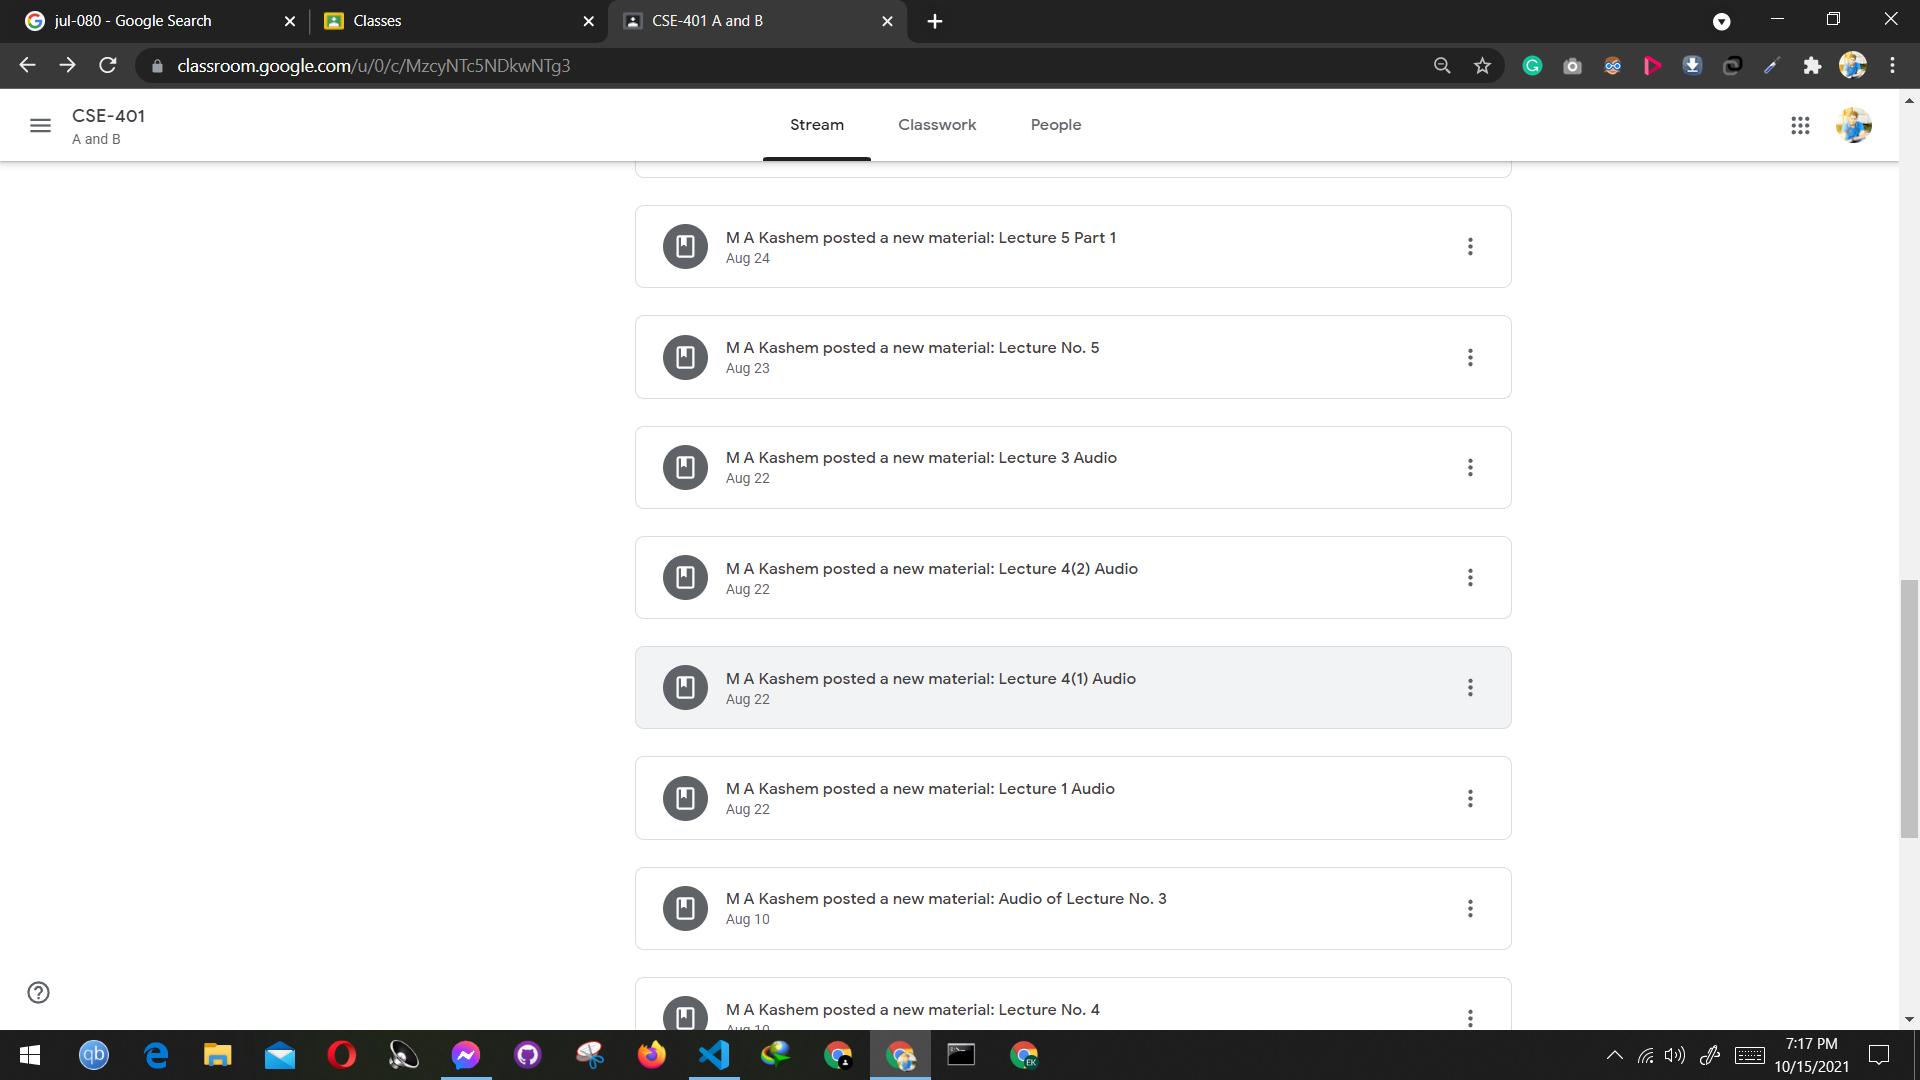 jul-080 - Google Search
Classes
CSE-401 A and B
classroom.google.com/u/0/c/MzcyNTc5NDkwNTg3
CSE-401
A and B
Stream
Classwork
People
M A Kashem posted a new material: Lecture 5 Part 1
Aug 24
M A Kashem posted a new material: Lecture No. 5
Aug 23
M A Kashem posted a new material: Lecture 3 Audio
Aug 22
M A Kashem posted a new material: Lecture 4(2) Audio
Aug 22
M A Kashem posted a new material: Lecture 4(1) Audio
Aug 22
M A Kashem posted a new material: Lecture 1 Audio
Aug 22
M A Kashem posted a new material: Audio of Lecture No. 3
Aug 10
M A Kashem posted a new material: Lecture No. 4
Aug 10
qb
EK
7:17 PM
10/15/2021